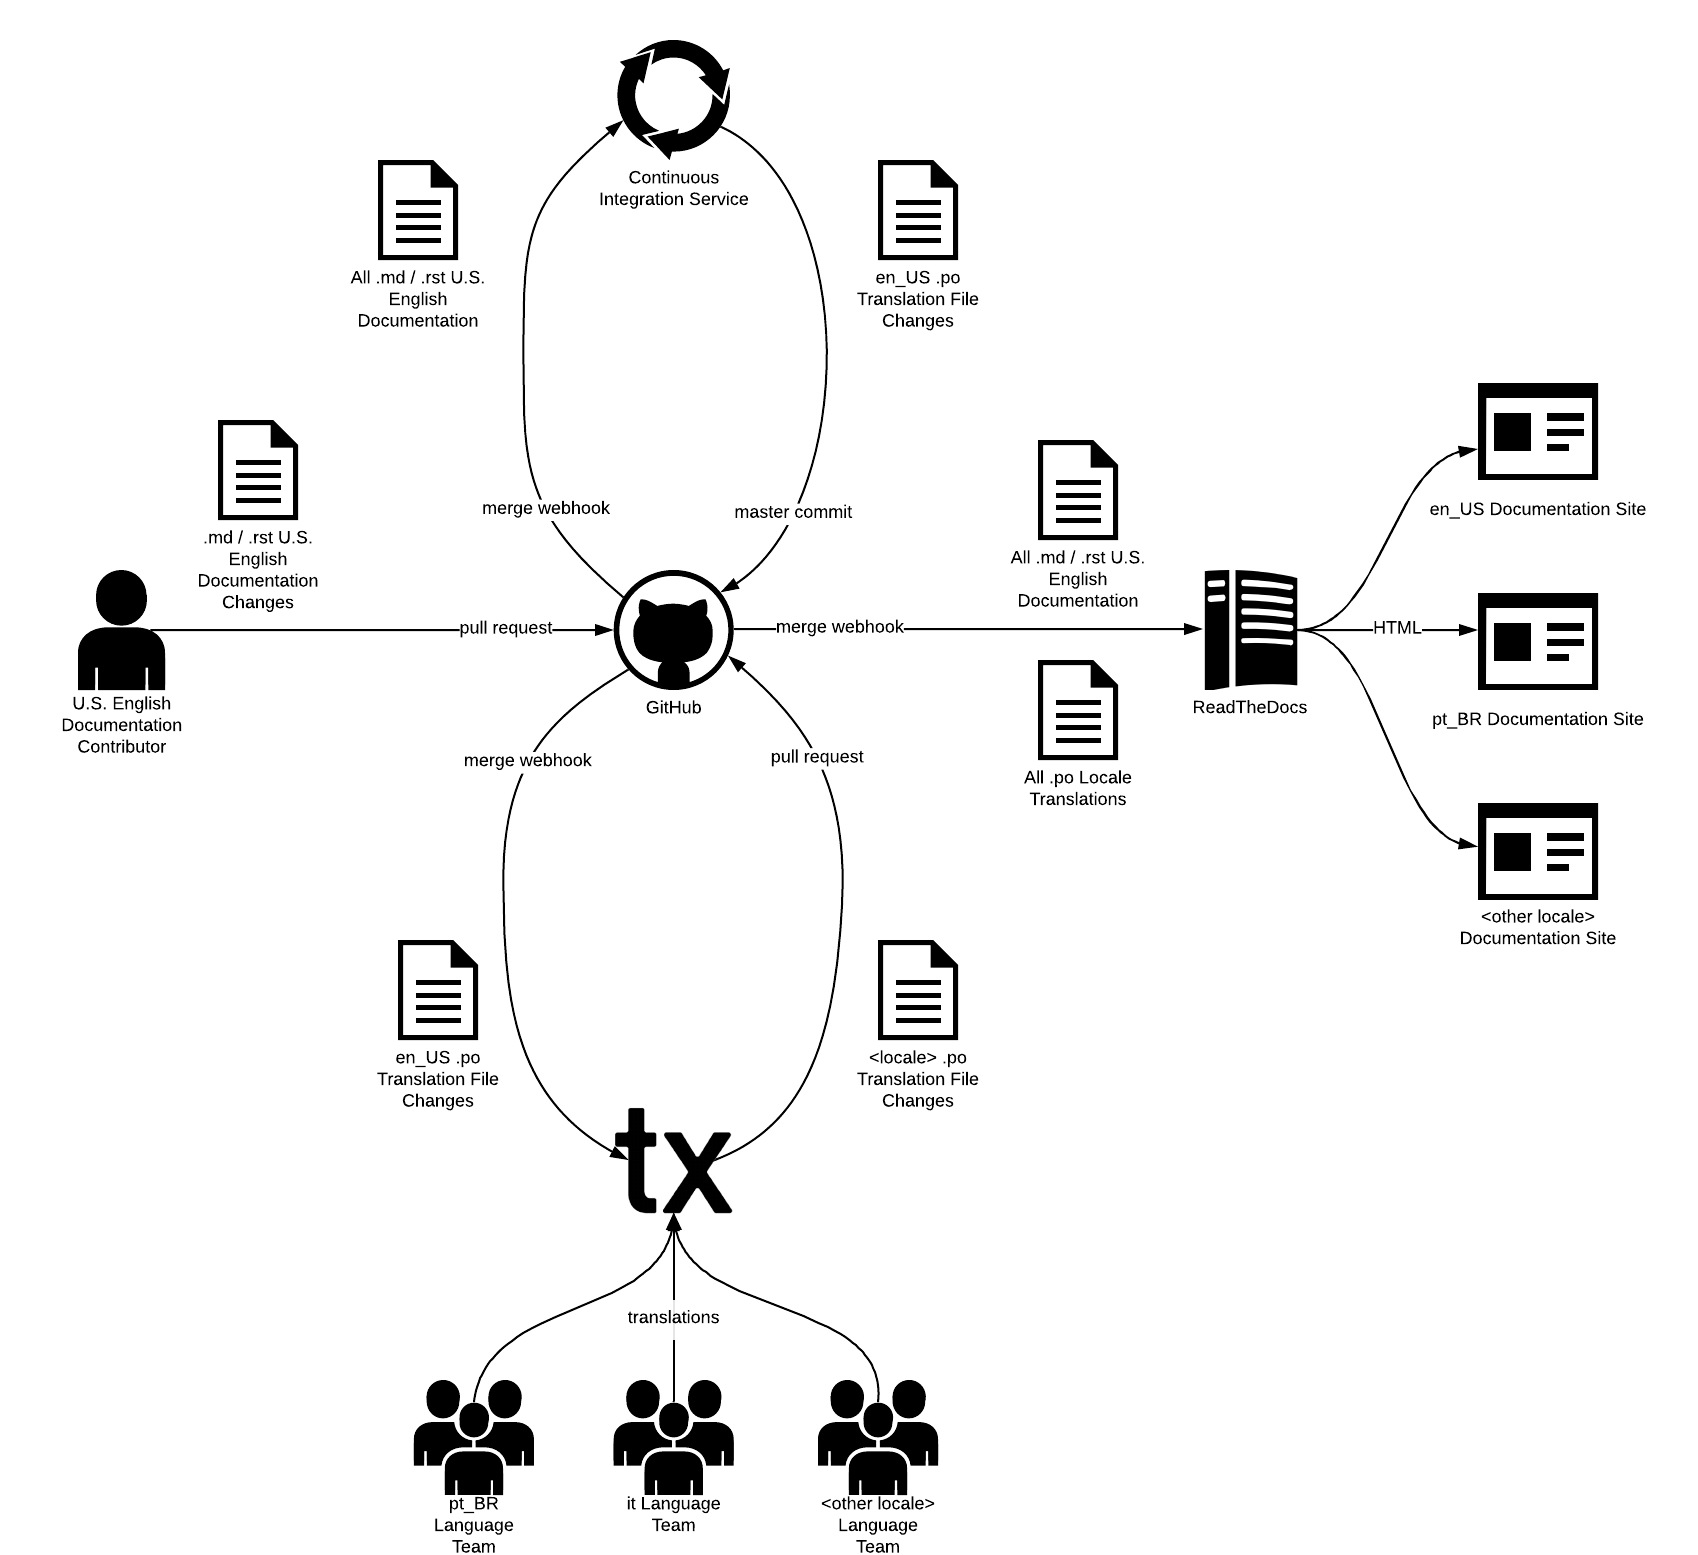 Continuous
Integration Service
All .md / .rst U.S.
English
Documentation
en_US .po
Translation File
Changes
merge webhook
master commit
.md / .rst U.S.
English
Documentation
Changes
U.S. English
Documentation
Contributor
pull request
GitHub
merge webhook
All .md / .rst U.S.
English
Documentation
All .po Locale
Translations
ReadTheDocs
HTML
en_US Documentation Site
pt_BR Documentation Site
<other locale>
Documentation Site
merge webhook
pull request
en_US .po
Translation File
Changes
<locale> .po
Translation File
Changes
tx
translations
pt_BR
Language
Team
it Language
Team
<other locale>
Language
Team